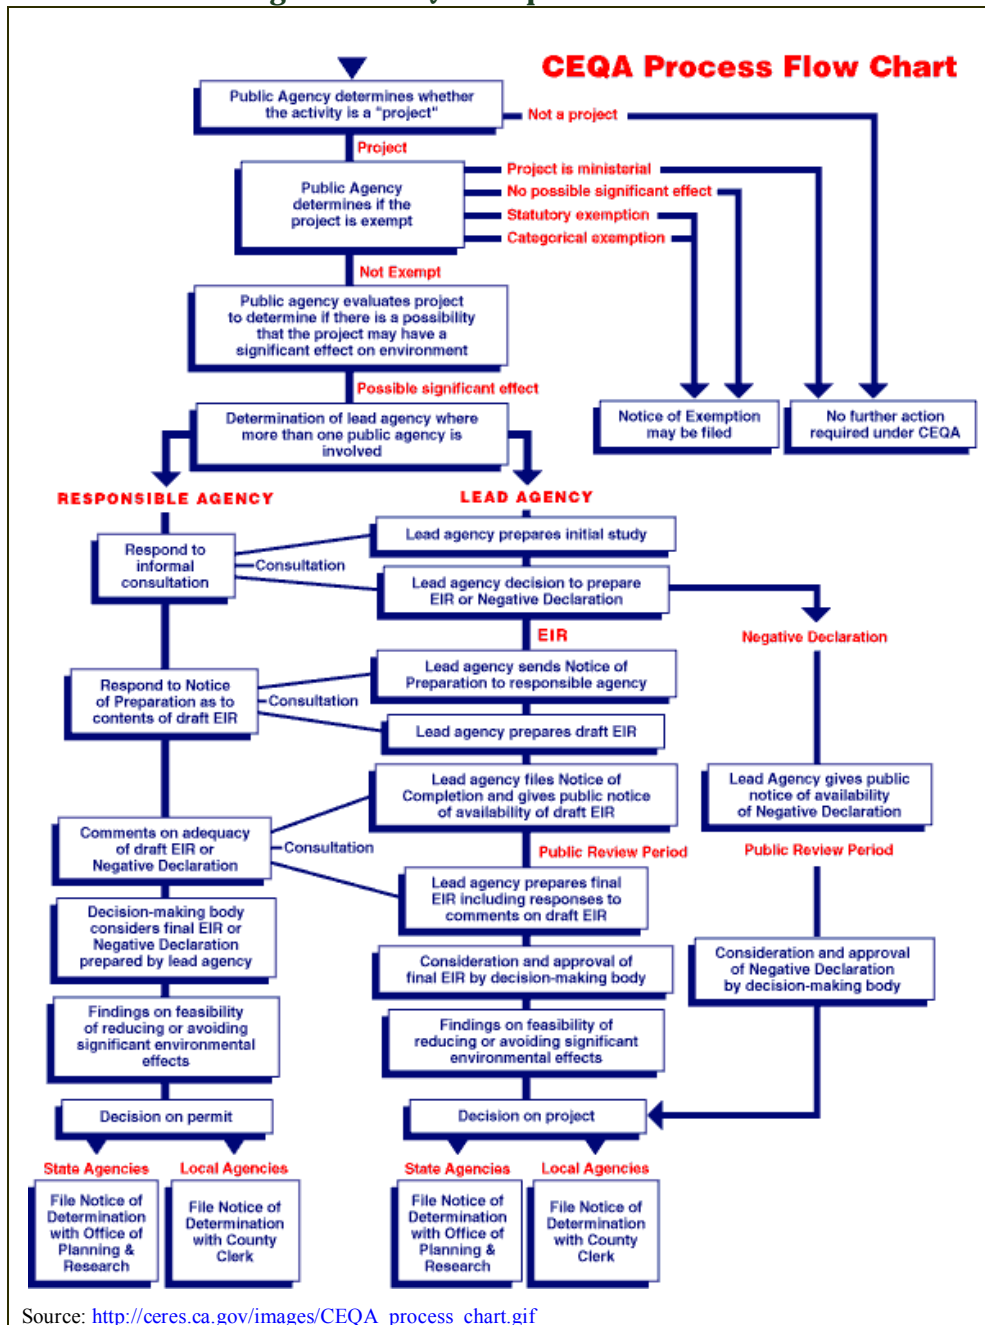 CEQA Process Flow Chart
Public Agency determines whether
the activity is a "project"
Not a project
Project
Public Agency
determines if the
project is exempt
Project is ministerial
No possible significant effect
Statutory exemption
Categorical exemption
Not Exempt
Public agency evaluates project
to determine if there is a possibility
that the project may have a
significant effect on environment
Possible significant effect
Notice of Exemption
may be filed
No further action
required under CEQA
Determination of lead agency where
more than one public agency is
involved
RESPONSIBLE AGENCY
LEAD AGENCY
Respond to
informal
consultation
Consultation
Lead agency prepares initial study
Lead agency decision to prepare
EIR or Negative Declaration
EIR
Negative Declaration
Respond to Notice
of Preparation as to
contents of draft EIR
Consultation
Lead agency sends Notice of
Preparation to responsible agency
Lead agency prepares draft EIR
Lead agency files Notice of
Completion and gives public notice
of availability of draft EIR
Lead Agency gives public
notice of availability
of Negative Declaration
Comments on adequacy
of draft EIR or
Negative Declaration
Consultation
Public Review Period
Public Review Period
Lead agency prepares final
EIR including responses to
comments on draft EIR
Decision-making body
considers final EIR or
Negative Declaration
prepared by lead agency
Consideration and approval of
final EIR by decision-making body
Consideration and approval
of Negative Declaration
by decision-making body
Findings on feasibility
of reducing or avoiding
significant environmental
effects
Findings on feasibility of
reducing or avoiding significant
environmental effects
Decision on permit
Decision on project
State Agencies
Local Agencies
State Agencies
Local Agencies
File Notice of
Determination
with Office of
Planning &
Research
File Notice of
Determination
with County
Clerk
File Notice of
Determination
with Office of
Planning &
Research
File Notice of
Determination
with County
Clerk
Source: http://ceres.ca.gov/images/CEQA_process_chart.gif